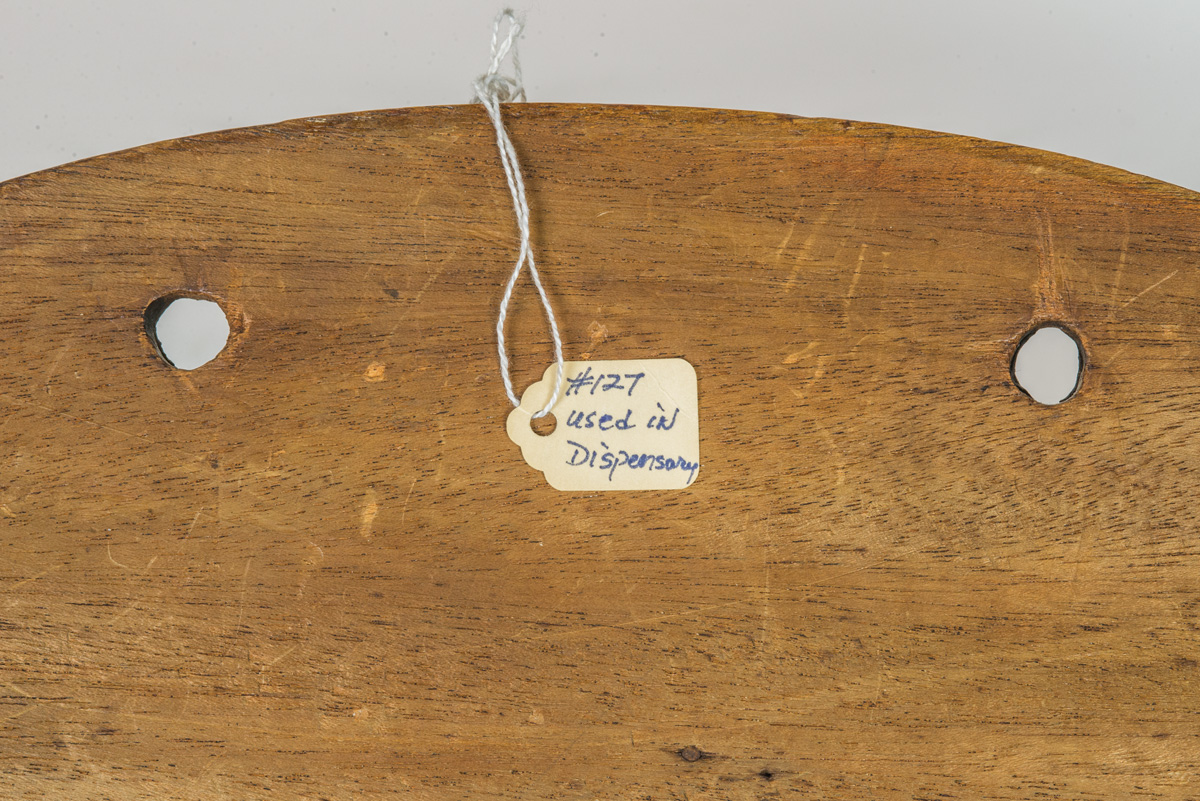 #127
used in
Dispensary